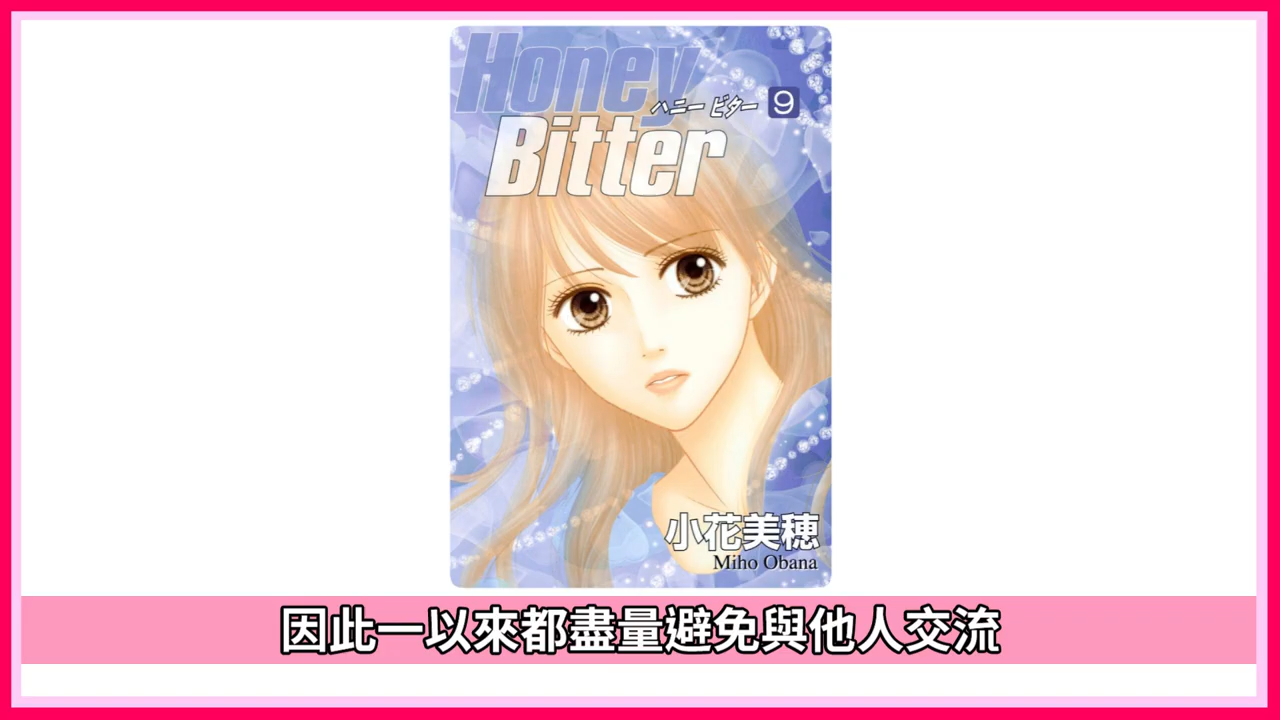 Honey
ハニー ビター 9
Bitter
小花美穂
Miho Obana
因此一以來都盡量避免與他人交流